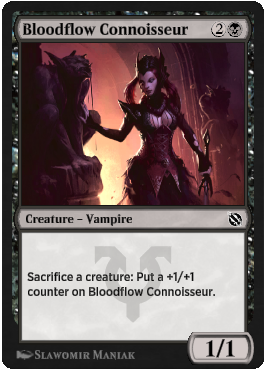 Bloodflow Connoisseur 2
Creature – Vampire
Sacrifice a creature: Put a +1/+1
counter on Bloodflow Connoisseur.
1/1
Slawomir Maniak